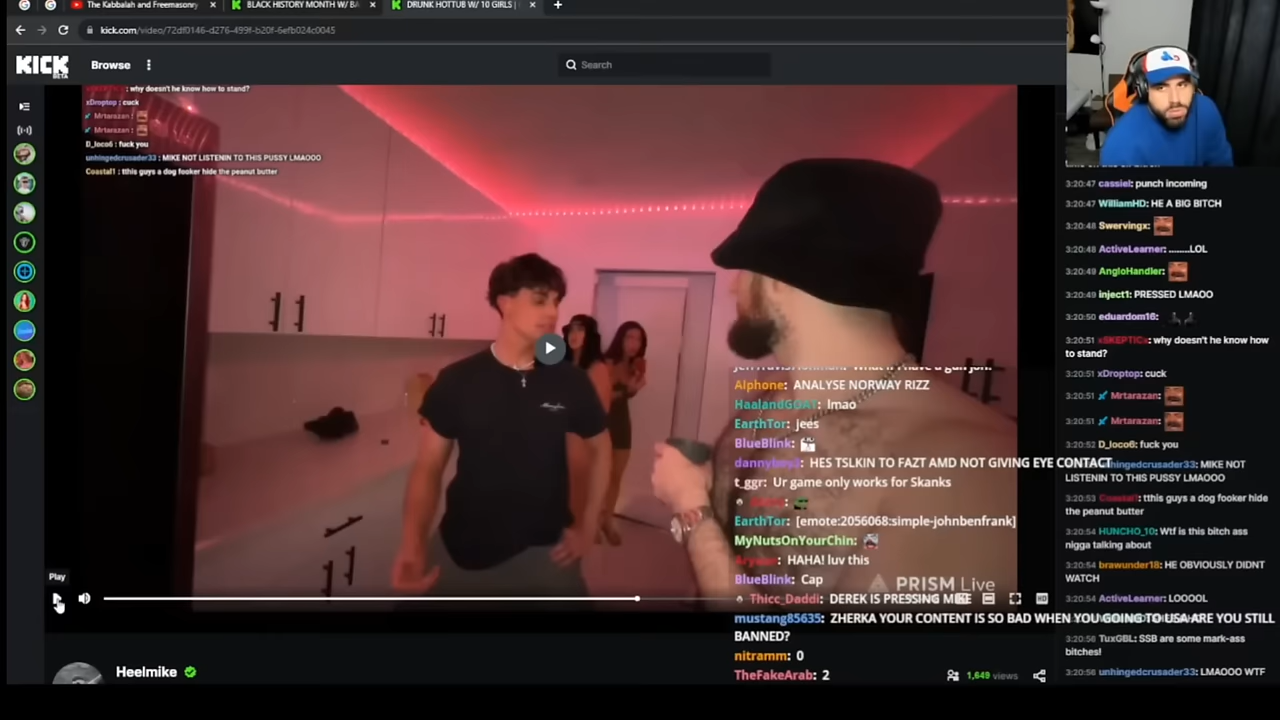 The Kabbalah and Freemasonry
BLACK HISTORY MONTH W/ BA
DRUNK HOTTUB W/ 10 GIRLS |
kick.com/video/72df0146-d276-499f-b20f-6efb024c0045
KICK
BETA
Browse
Search
: why doesn't he know how to stand?
xDroptop : cuck
Mrtarazan :
Mrtarazan :
D_loco6 : fuck you
unhingedcrusader33 : MIKE NOT LISTENIN TO THIS PUSSY LMAOOO
Coastal1 : tthis guys a dog fooker hide the peanut butter
Alphone: ANALYSE NORWAY RIZZ
HaalandGOAT: lmao
EarthTor: jees
BlueBlink:
HES TSLKIN TO FAZT AMD NOT GIVING EYE CONTACT
t_ggr: Ur game only works for Skanks
EarthTor: [emote:2056068:simple-johnbenfrank]
MyNutsOnYourChin:
HAHA! luv this
BlueBlink: Cap
Thicc_Daddi: DEREK IS PRESSING MIKE
mustang85635: ZHERKA YOUR CONTENT IS SO BAD WHEN YOU GOING TO USA ARE YOU STILL
BANNED?
nitramm: 0
TheFakeArab: 2
PRISM Live
Play
Heelmike
1,649 views
3:20:47 cassiel: punch incoming
3:20:47 WilliamHD: HE A BIG BITCH
3:20:48 Swervingx:
3:20:48 ActiveLearner: ........LOL
3:20:49 AngloHandler:
3:20:49 inject1: PRESSED LMAOO
3:20:50 eduardom16:
3:20:51 xSKEPTICx: why doesn't he know how
to stand?
3:20:51 xDroptop: cuck
3:20:51 Mrtarazan:
3:20:51 Mrtarazan:
3:20:52 D_loco6: fuck you
unhingedcrusader33: MIKE NOT
LISTENIN TO THIS PUSSY LMAOOO
3:20:53 Coastal1: tthis guys a dog fooker hide
the peanut butter
3:20:54 HUNCHO_10: Wtf is this bitch ass
nigga talking about
3:20:54 brawunder18: HE OBVIOUSLY DIDNT
WATCH
3:20:54 ActiveLearner: LOOOOL
3:20:56 TuxGBL: SSB are some mark-ass
bitches!
3:20:56 unhingedcrusader33: LMAOOO WTF